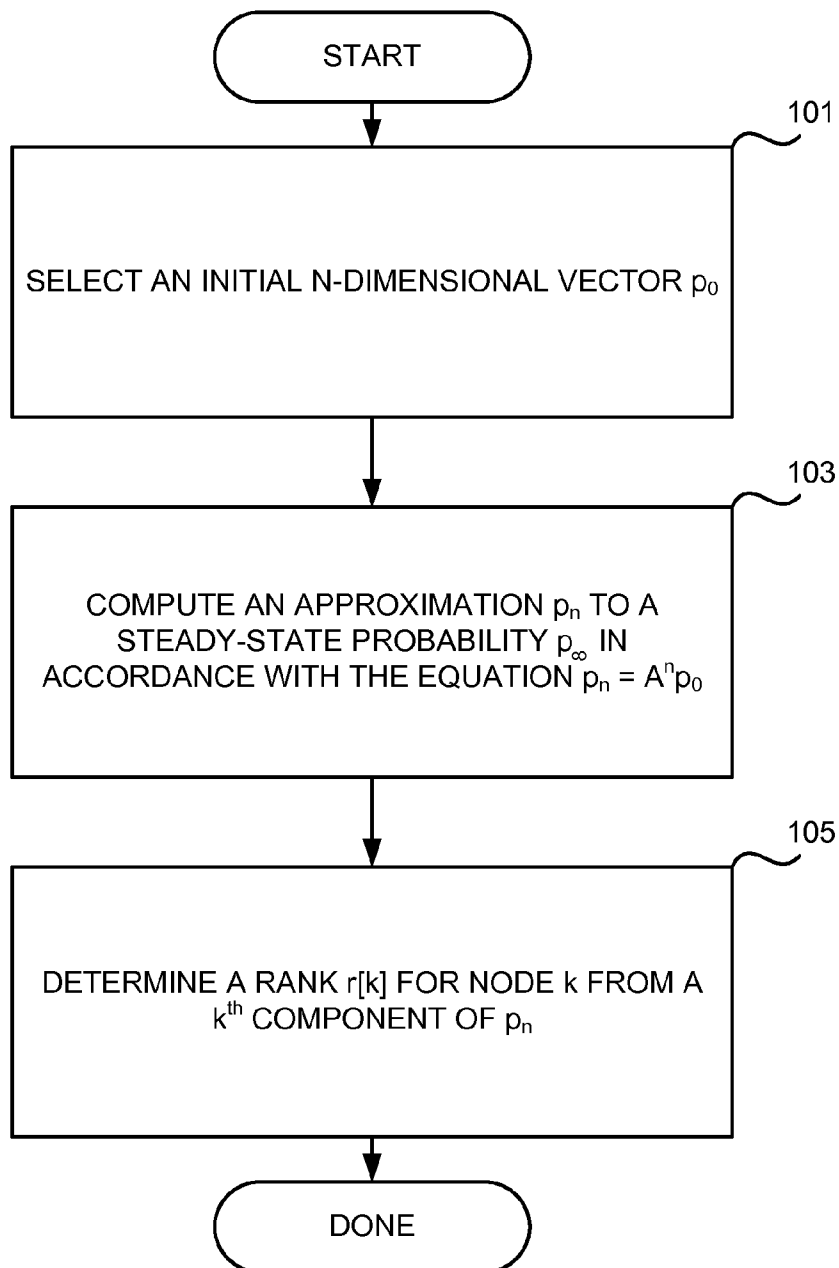 START
101
SELECT AN INITIAL N-DIMENSIONAL VECTOR p₀
103
COMPUTE AN APPROXIMATION pₙ TO A
STEADY-STATE PROBABILITY p∞ IN
ACCORDANCE WITH THE EQUATION pₙ = Aⁿp₀
105
DETERMINE A RANK r[k] FOR NODE k FROM A
kᵗʰ COMPONENT OF pₙ
DONE